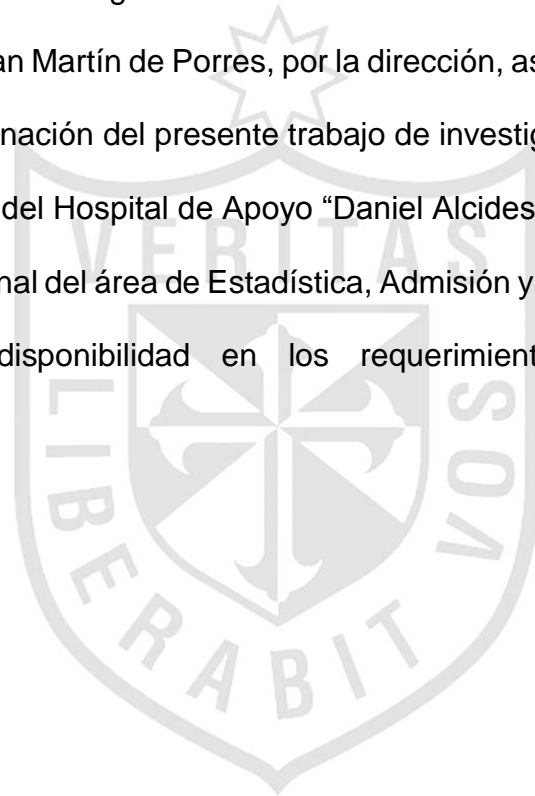 an Martín de Porres, por la dirección, as
nación del presente trabajo de investig
del Hospital de Apoyo “Daniel Alcides
nal del área de Estadística, Admisión y
disponibilidad en los requerimient
VERITAS
LIBERABIT
VOS